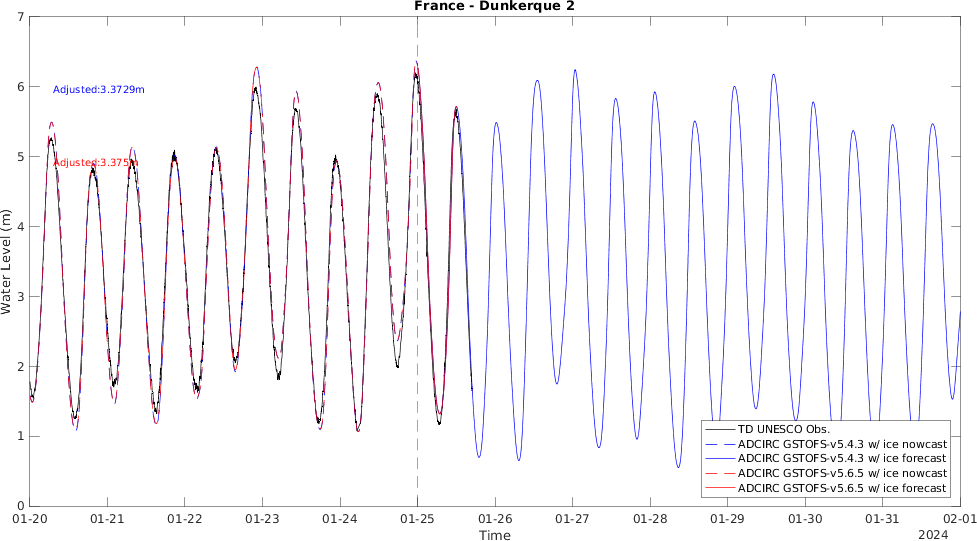 France - Dunkerque 2
7
6
5
4
3
2
1
0
Water Level (m)
Adjusted:3.3729m
Adjusted:3.375m
TD UNESCO Obs.
ADCIRC GSTOFS-v5.4.3 w/ ice nowcast
ADCIRC GSTOFS-v5.4.3 w/ ice forecast
ADCIRC GSTOFS-v5.6.5 w/ ice nowcast
ADCIRC GSTOFS-v5.6.5 w/ ice forecast
01-20 01-21 01-22 01-23 01-24 01-25 01-26 01-27 01-28 01-29 01-30 01-31 02-01
Time
2024